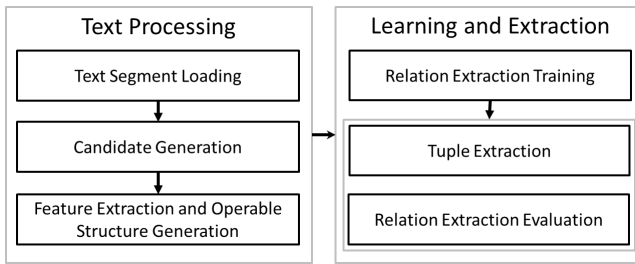 Text Processing
Text Segment Loading
Candidate Generation
Feature Extraction and Operable
Structure Generation
Learning and Extraction
Relation Extraction Training
Tuple Extraction
Relation Extraction Evaluation